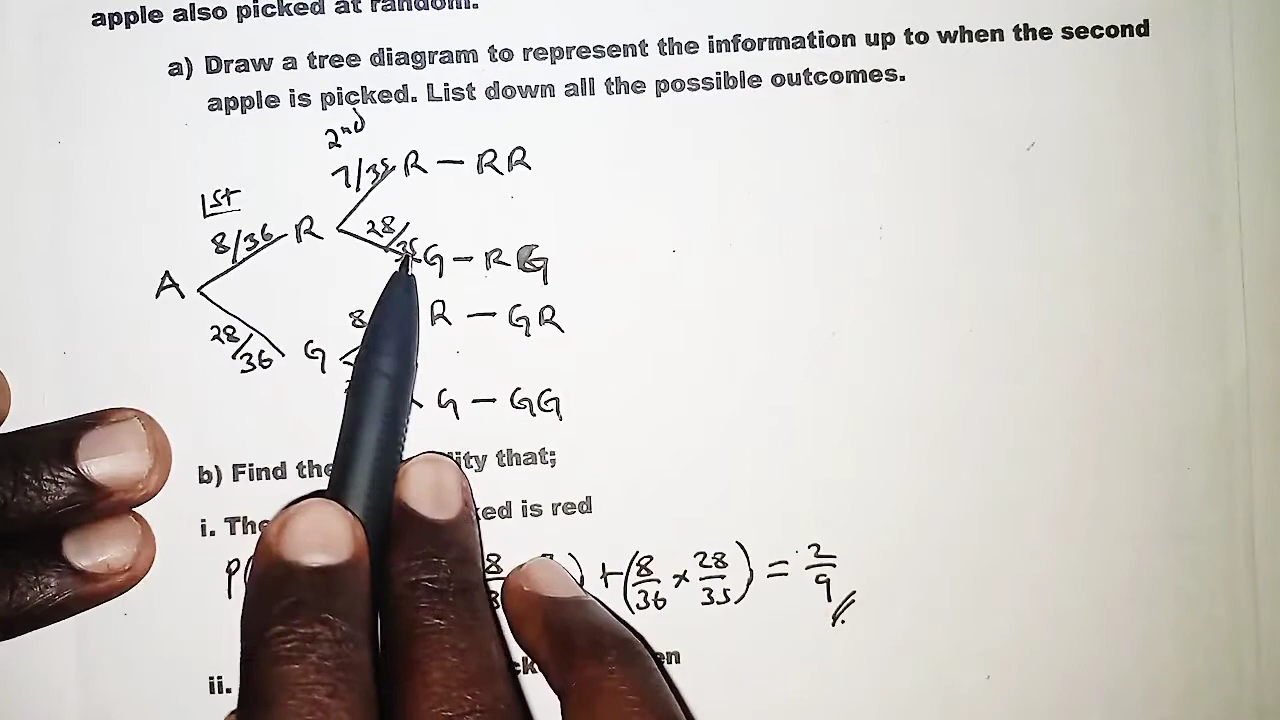 apple also picked at random.
a) Draw a tree diagram to represent the information up to when the second
apple is picked. List down all the possible outcomes.
2nd
7/35 R — RR
1st
8/36 R
28/35 G — RG
A
8 R — GR
28/36 G
G — GG
b) Find the that;
i. The is red
P( 8 ) + (8/36 × 28/35) = 2/9
ii.